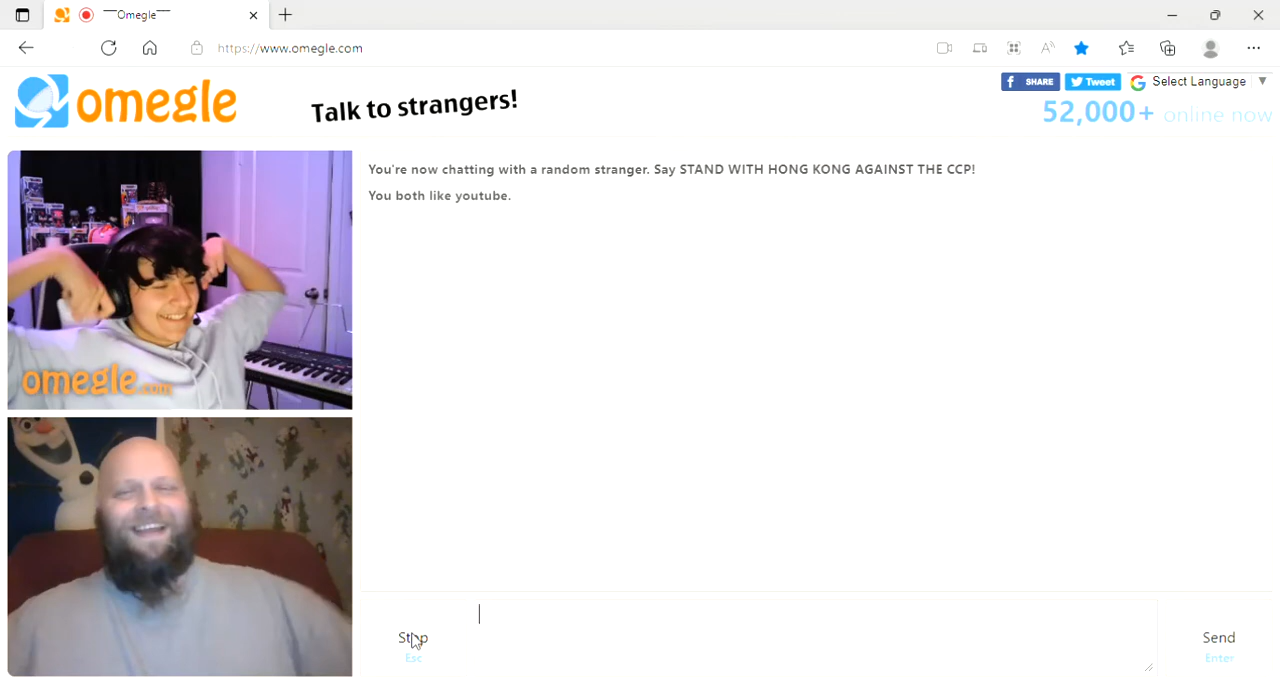 Omegle
https://www.omegle.com
omegle
Talk to strangers!
SHARE
Tweet
Select Language
52,000+ online now
You're now chatting with a random stranger. Say STAND WITH HONG KONG AGAINST THE CCP!
You both like youtube.
omegle.com
Stop
Esc
Send
Enter